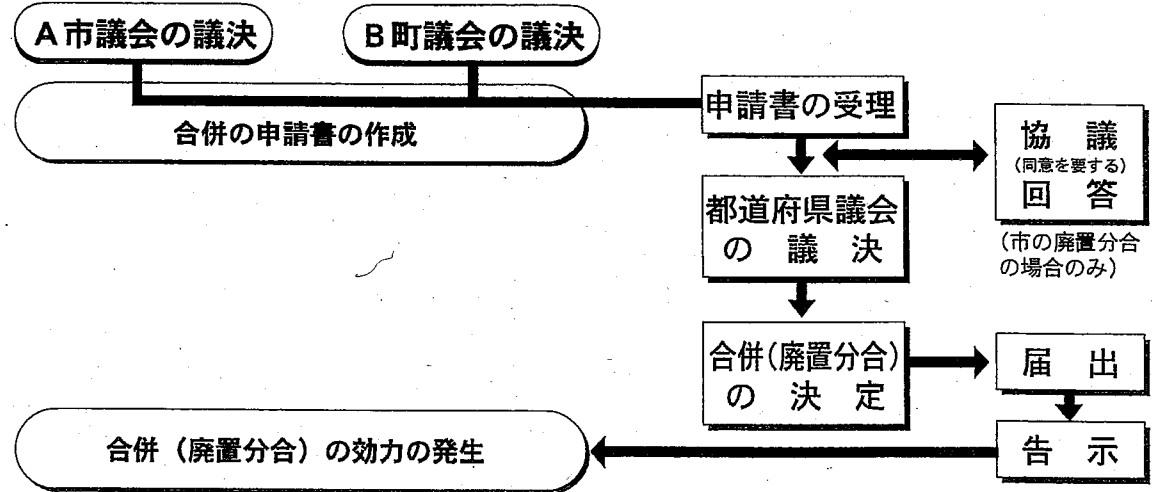 A市議会の議決
B町議会の議決
合併の申請書の作成
申請書の受理
協議
(同意を要する)
回答
(市の廃置分合
の場合のみ)
都道府県議会
の議決
合併(廃置分合)
の決定
届出
告示
合併(廃置分合)の効力の発生